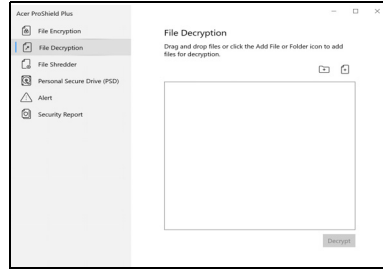 Acer ProShield Plus
File Encryption
File Decryption
File Shredder
Personal Secure Drive (PSD)
Alert
Security Report
File Decryption
Drag and drop files or click the Add File or Folder icon to add
files for decryption.
Decrypt